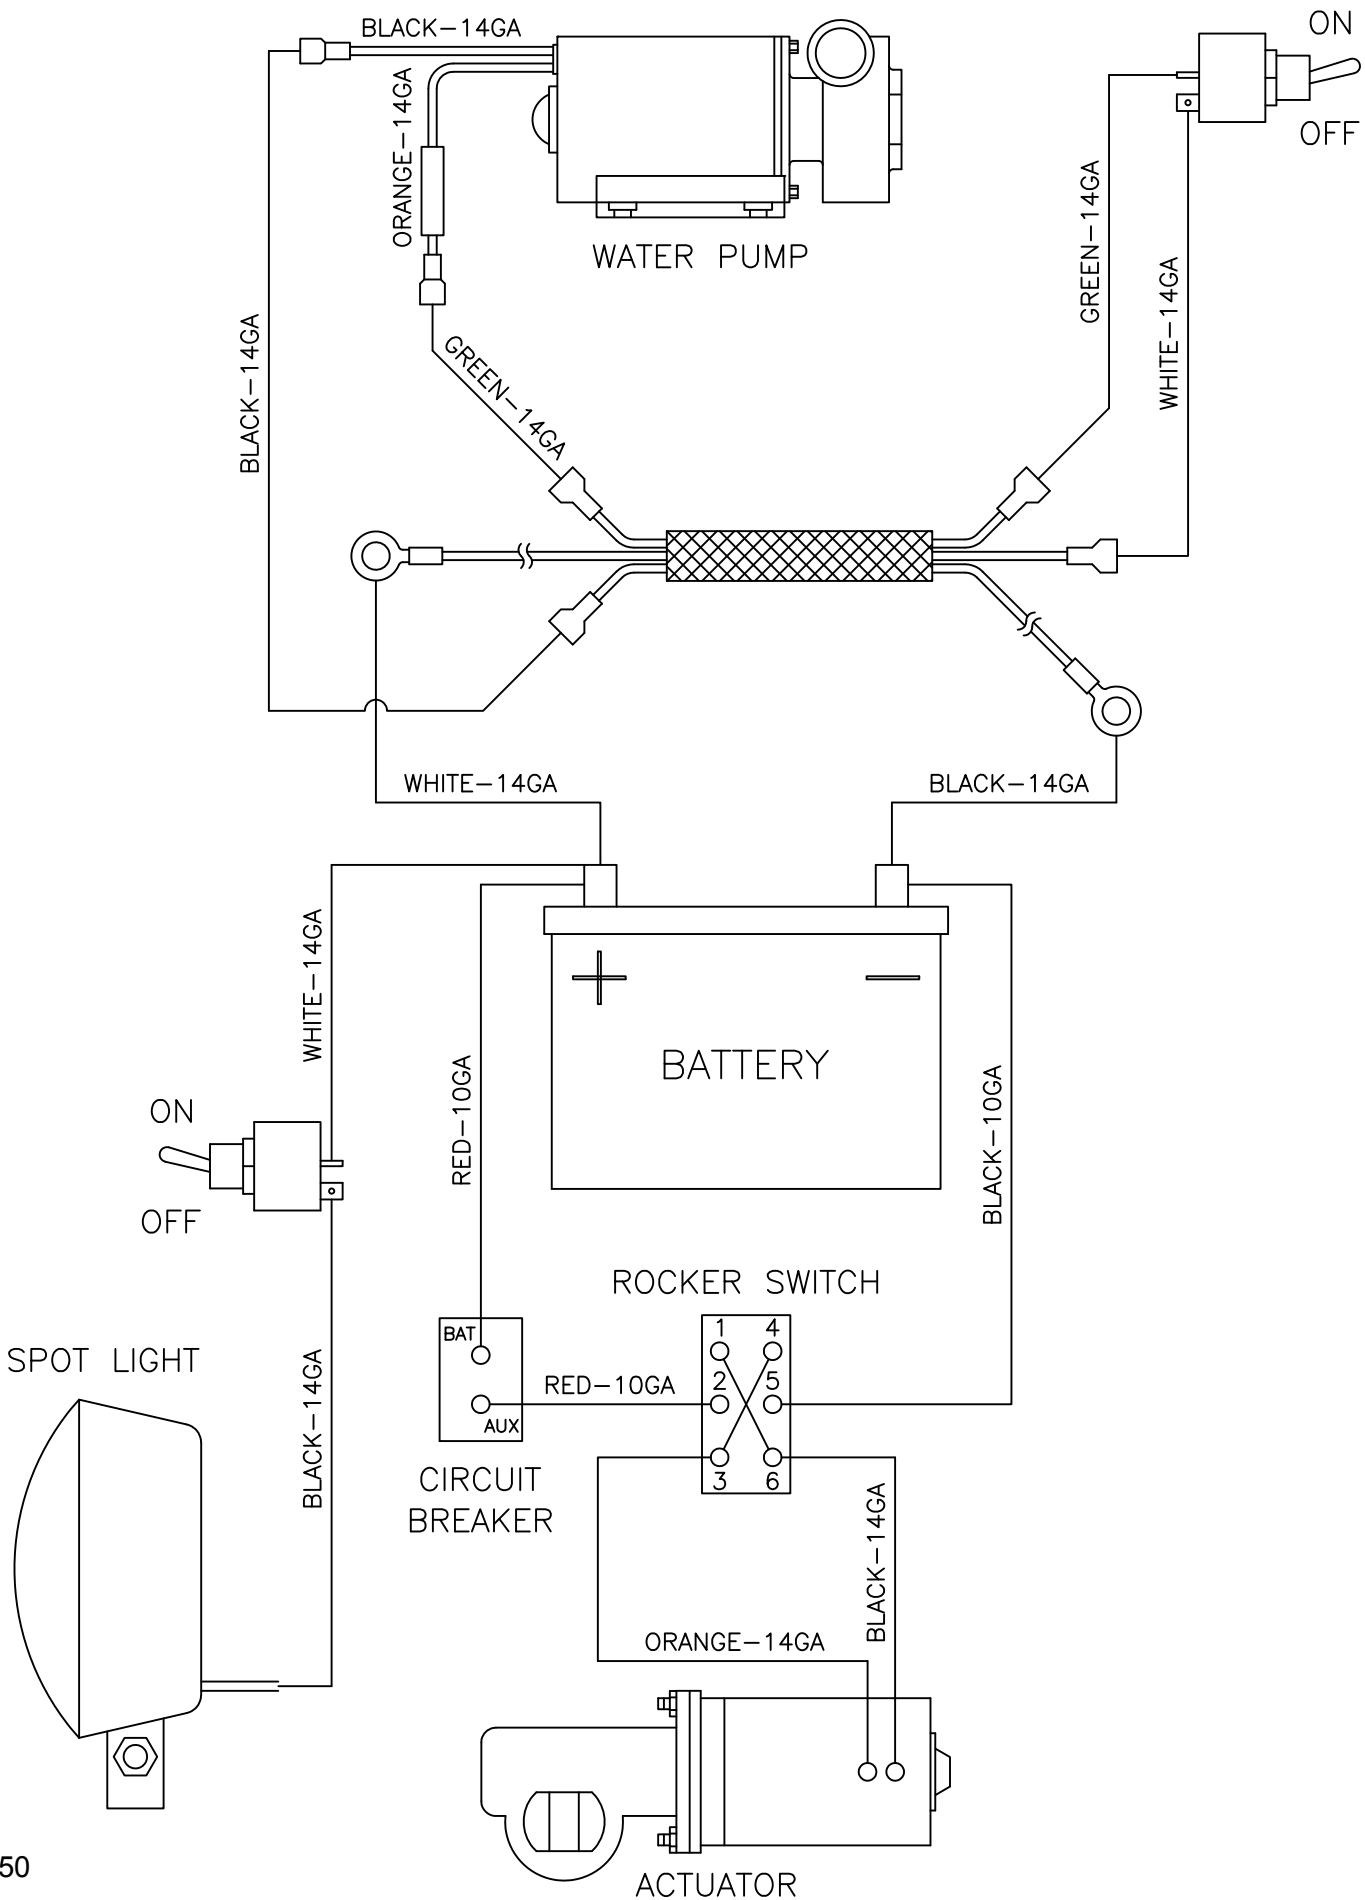 BLACK-14GA
ON
OFF
ORANGE-14GA
WATER PUMP
GREEN-14GA
WHITE-14GA
BLACK-14GA
GREEN-14GA
WHITE-14GA
BLACK-14GA
WHITE-14GA
BATTERY
RED-10GA
BLACK-10GA
ON
OFF
ROCKER SWITCH
BAT
AUX
1 4
2 5
3 6
RED-10GA
SPOT LIGHT
BLACK-14GA
CIRCUIT
BREAKER
BLACK-14GA
ORANGE-14GA
ACTUATOR
50